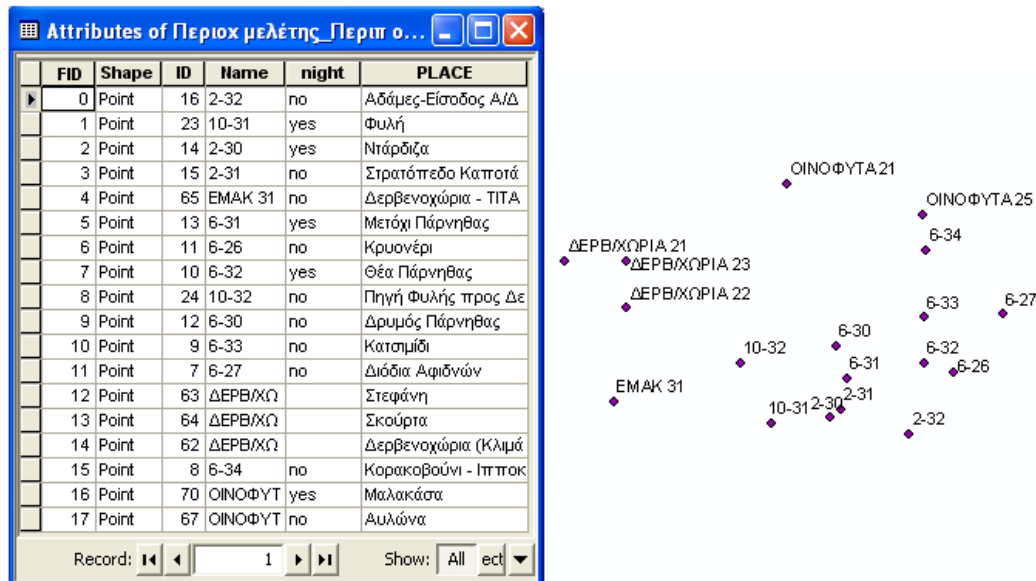 Attributes of Περιοχ μελέτης_Περιπ ο...
FID Shape ID Name night PLACE
0 Point 16 2-32 no Αδάμες-Είσοδος Α/Δ
1 Point 23 10-31 yes Φυλή
2 Point 14 2-30 yes Ντάρδιζα
3 Point 15 2-31 no Στρατόπεδο Καποτά
4 Point 65 ΕΜΑΚ 31 no Δερβενοχώρια - ΤΙΤΑ
5 Point 13 6-31 yes Μετόχι Πάρνηθας
6 Point 11 6-26 no Κρυονέρι
7 Point 10 6-32 yes Θέα Πάρνηθας
8 Point 24 10-32 no Πηγή Φυλής προς Δε
9 Point 12 6-30 no Δρυμός Πάρνηθας
10 Point 9 6-33 no Κατσιμίδι
11 Point 7 6-27 no Διόδια Αφιδνών
12 Point 63 ΔΕΡΒ/ΧΩ Στεφάνη
13 Point 64 ΔΕΡΒ/ΧΩ Σκούρτα
14 Point 62 ΔΕΡΒ/ΧΩ Δερβενοχώρια (Κλιμά
15 Point 8 6-34 no Κορακοβούνι - Ιπποκ
16 Point 70 ΟΙΝΟΦΥΤ yes Μαλακάσα
17 Point 67 ΟΙΝΟΦΥΤ no Αυλώνα
Record: 1 Show: All ect
ΟΙΝΟΦΥΤΑ 21
ΟΙΝΟΦΥΤΑ 25
6-34
ΔΕΡΒ/ΧΩΡΙΑ 21
ΔΕΡΒ/ΧΩΡΙΑ 23
ΔΕΡΒ/ΧΩΡΙΑ 22
6-33
6-27
6-30
10-32
6-31
6-32
6-26
ΕΜΑΚ 31
10-31
2-30
2-31
2-32